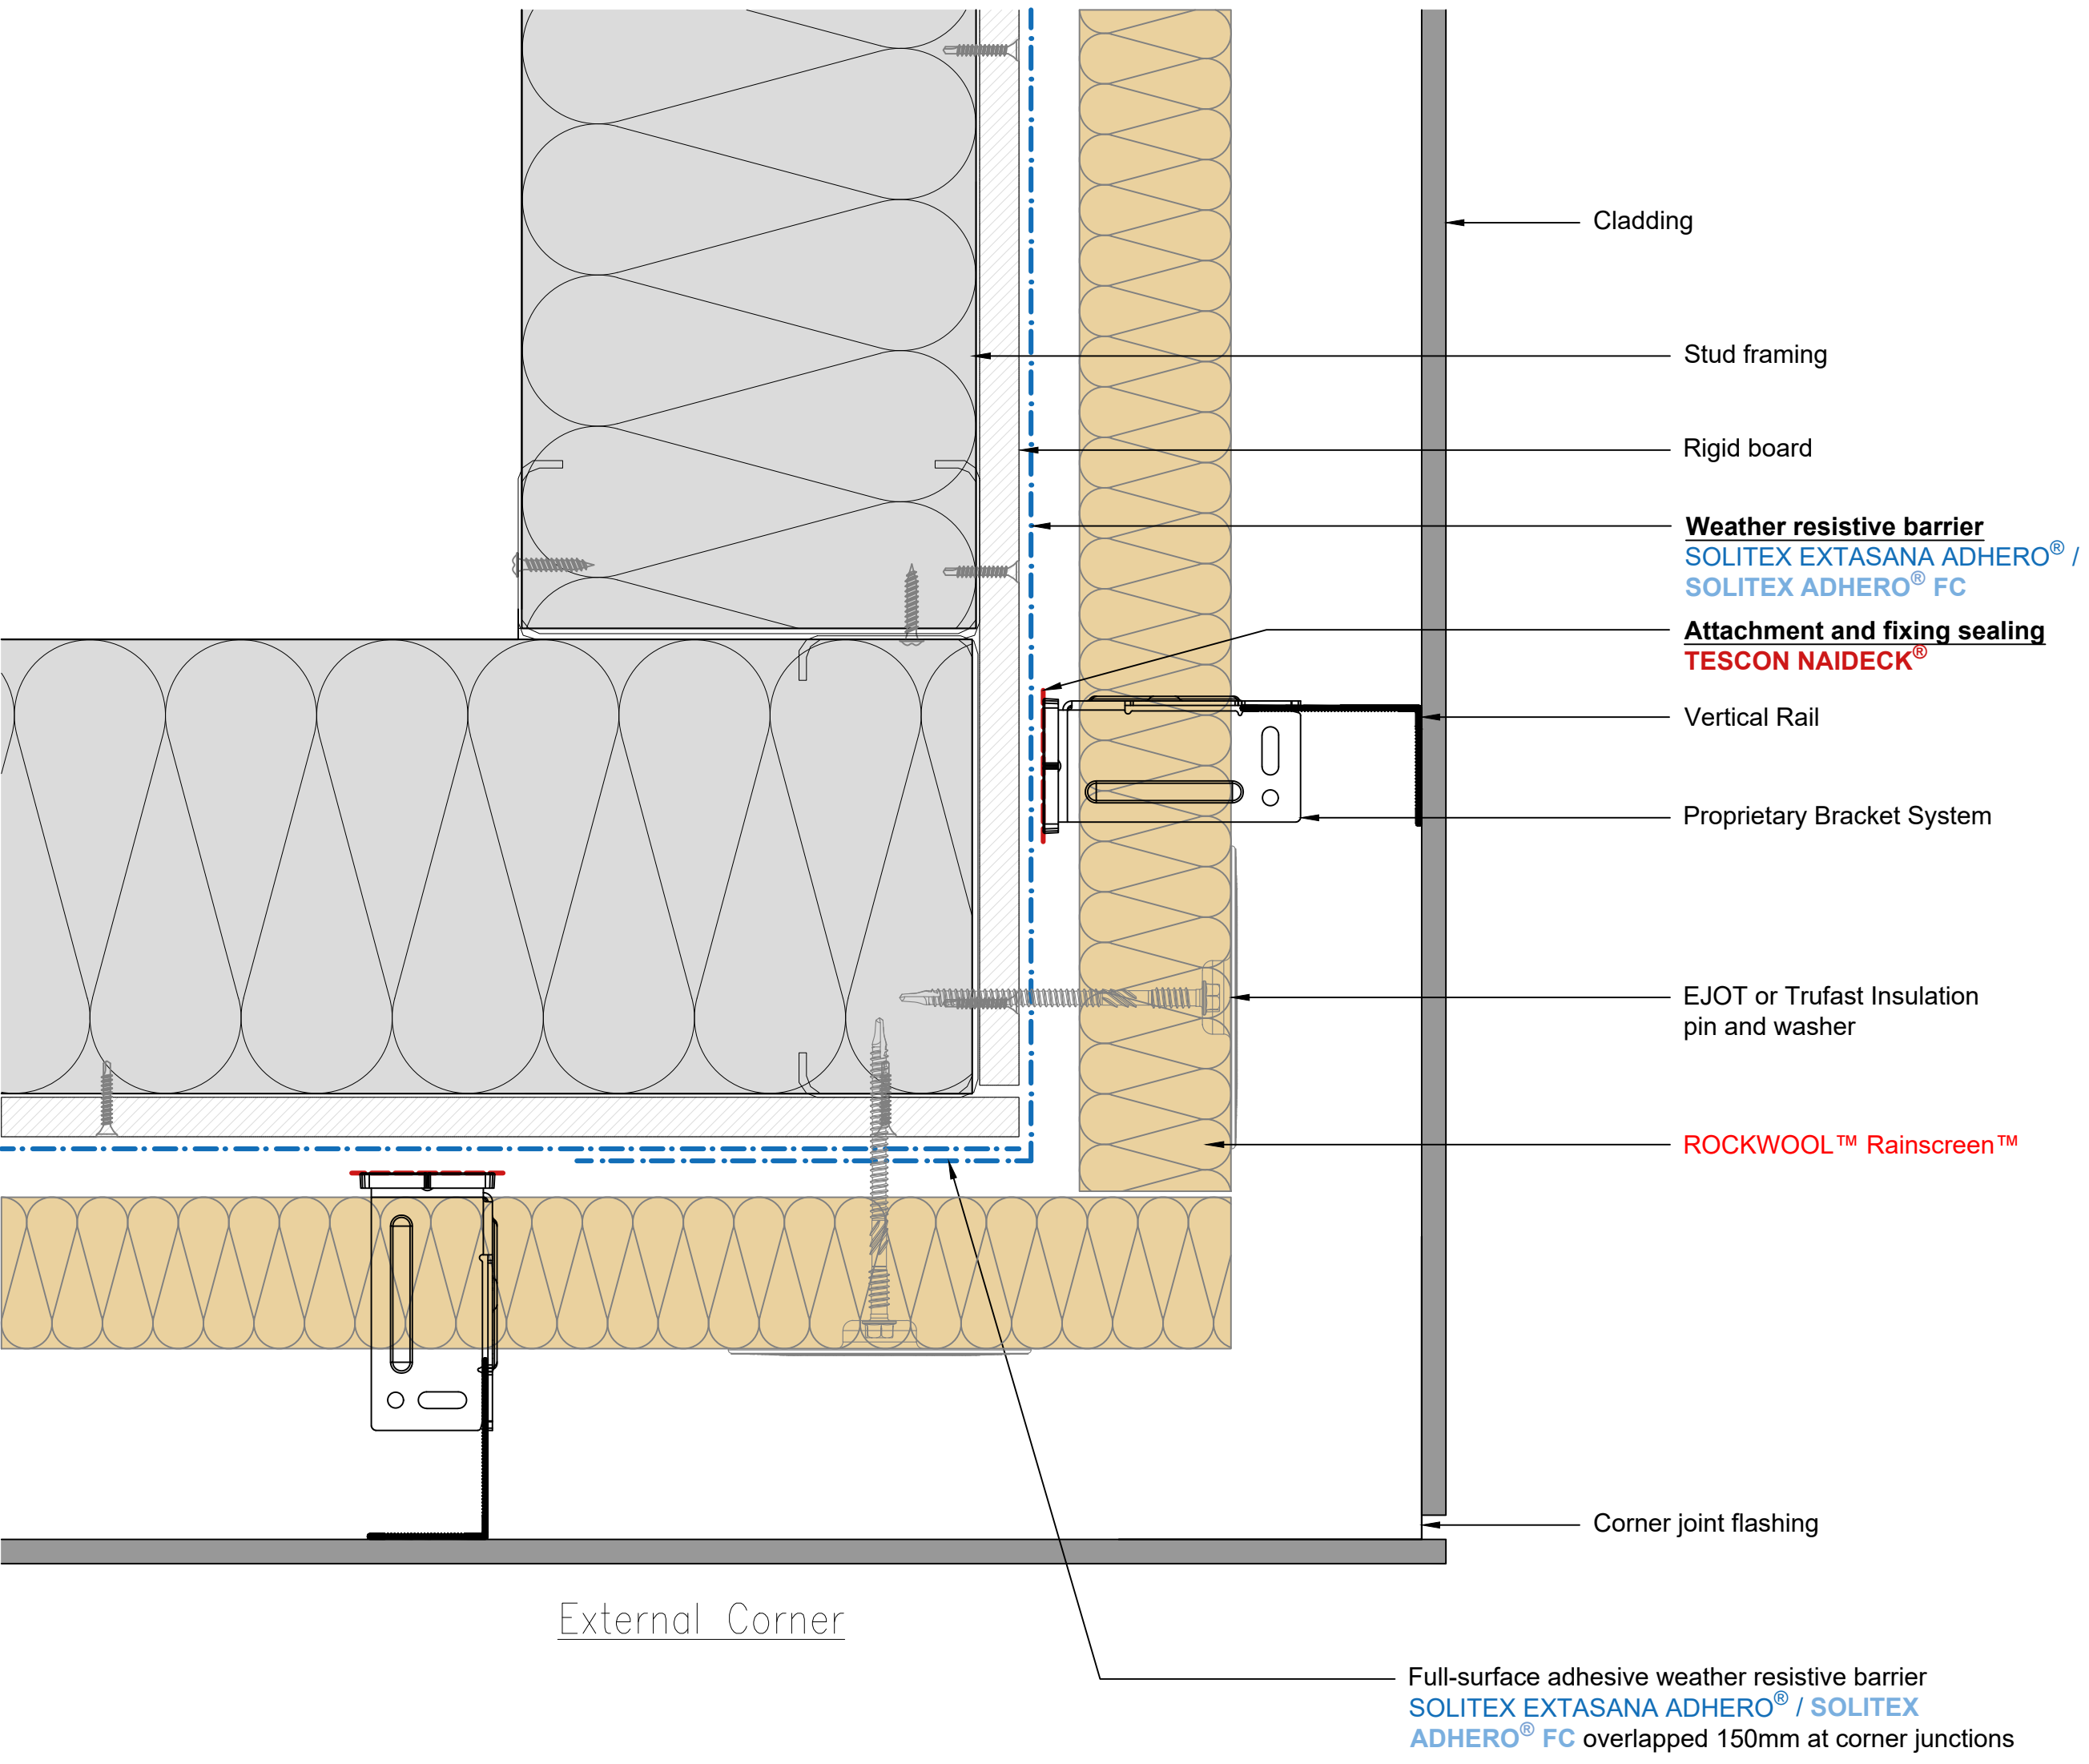 Cladding
Stud framing
Rigid board
Weather resistive barrier
SOLITEX EXTASANA ADHERO® /
SOLITEX ADHERO® FC
Attachment and fixing sealing
TESCON NAIDECK®
Vertical Rail
Proprietary Bracket System
EJOT or Trufast Insulation
pin and washer
ROCKWOOL™ Rainscreen™
Corner joint flashing
External Corner
Full-surface adhesive weather resistive barrier
SOLITEX EXTASANA ADHERO® / SOLITEX
ADHERO® FC overlapped 150mm at corner junctions